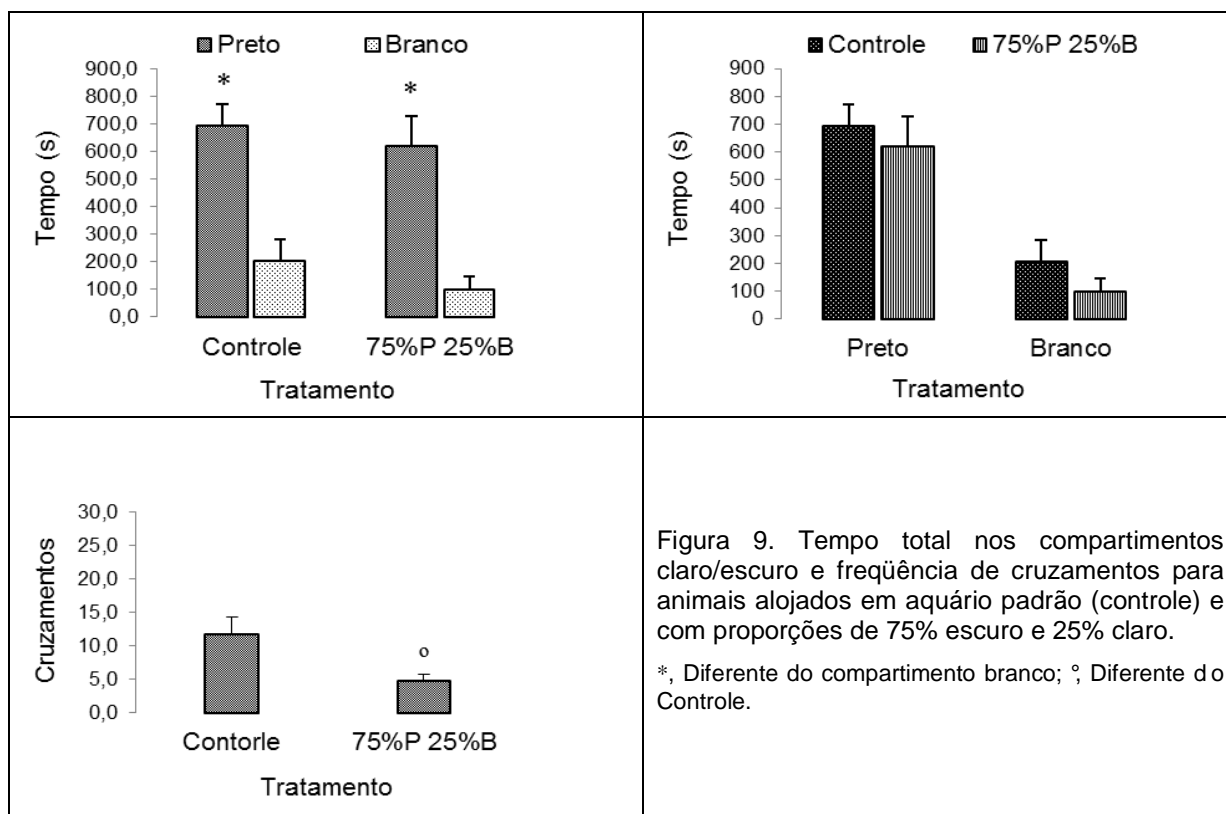 Preto Branco
*
*
900,0
800,0
700,0
600,0
500,0
400,0
300,0
200,0
100,0
0,0
Tempo (s)
Controle 75%P 25%B
Tratamento
Controle 75%P 25%B
900
800
700
600
500
400
300
200
100
0
Tempo (s)
Preto Branco
Tratamento
30,0
25,0
20,0
15,0
10,0
5,0
0,0
Cruzamentos
o
Contorle 75%P 25%B
Tratamento
Figura 9. Tempo total nos compartimentos
claro/escuro e freqüência de cruzamentos para
animais alojados em aquário padrão (controle) e
com proporções de 75% escuro e 25% claro.
*, Diferente do compartimento branco; °, Diferente do
Controle.